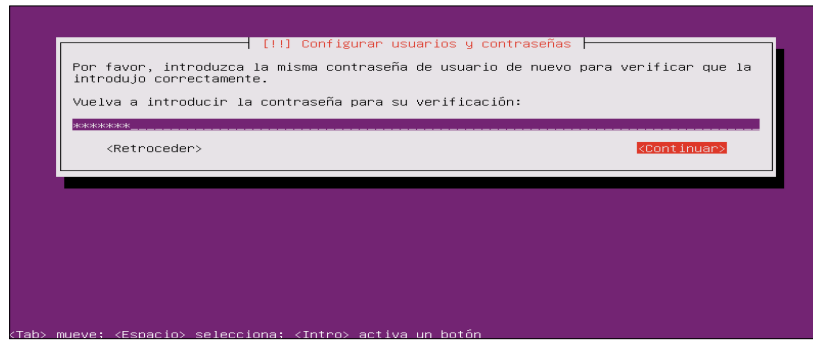 [!!] Configurar usuarios y contraseñas
Por favor, introduzca la misma contraseña de usuario de nuevo para verificar que la
introdujo correctamente.
Vuelva a introducir la contraseña para su verificación:
*******
<Retroceder> <Continuar>
<Tab> mueve; <Espacio> selecciona; <Intro> activa un botón